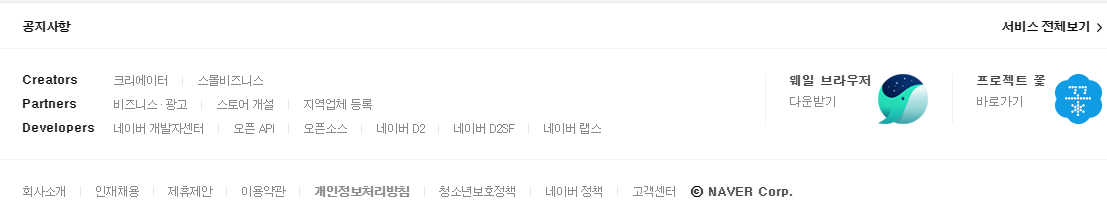 공지사항 서비스 전체보기
Creators 크리에이터 스몰비즈니스
Partners 비즈니스 · 광고 스토어 개설 지역업체 등록
Developers 네이버 개발자센터 오픈 API 오픈소스 네이버 D2 네이버 D2SF 네이버 랩스
웨일 브라우저
다운받기
프로젝트 꽃
바로가기
회사소개 인재채용 제휴제안 이용약관 개인정보처리방침 청소년보호정책 네이버 정책 고객센터 ⓒ NAVER Corp.